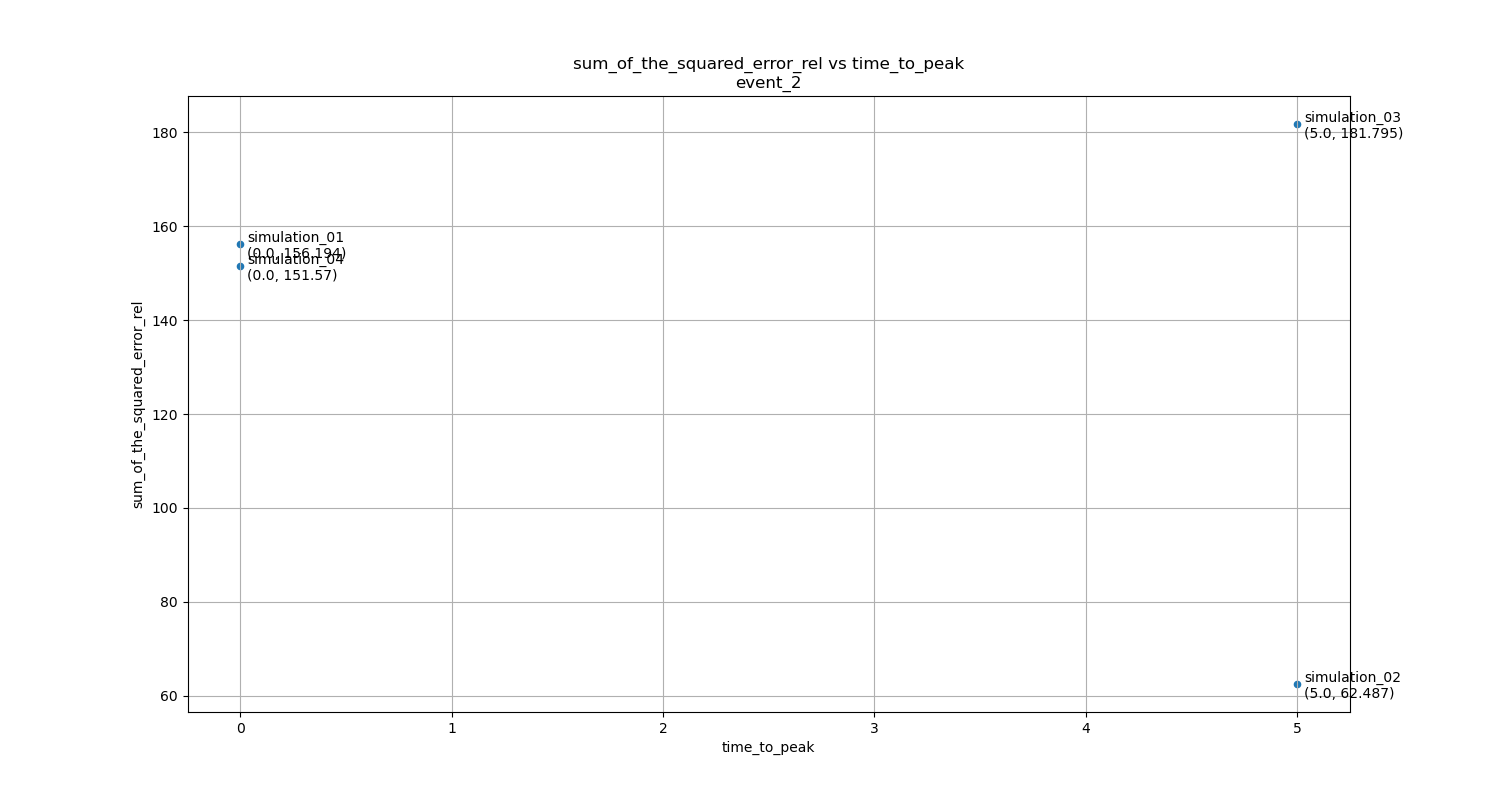 sum_of_the_squared_error_rel vs time_to_peak
event_2
180
160
140
120
100
80
60
sum_of_the_squared_error_rel
simulation_03
(5.0, 181.795)
simulation_01
(0.0, 156.194)
simulation_04
(0.0, 151.57)
simulation_02
(5.0, 62.487)
0
1
2
3
4
5
time_to_peak